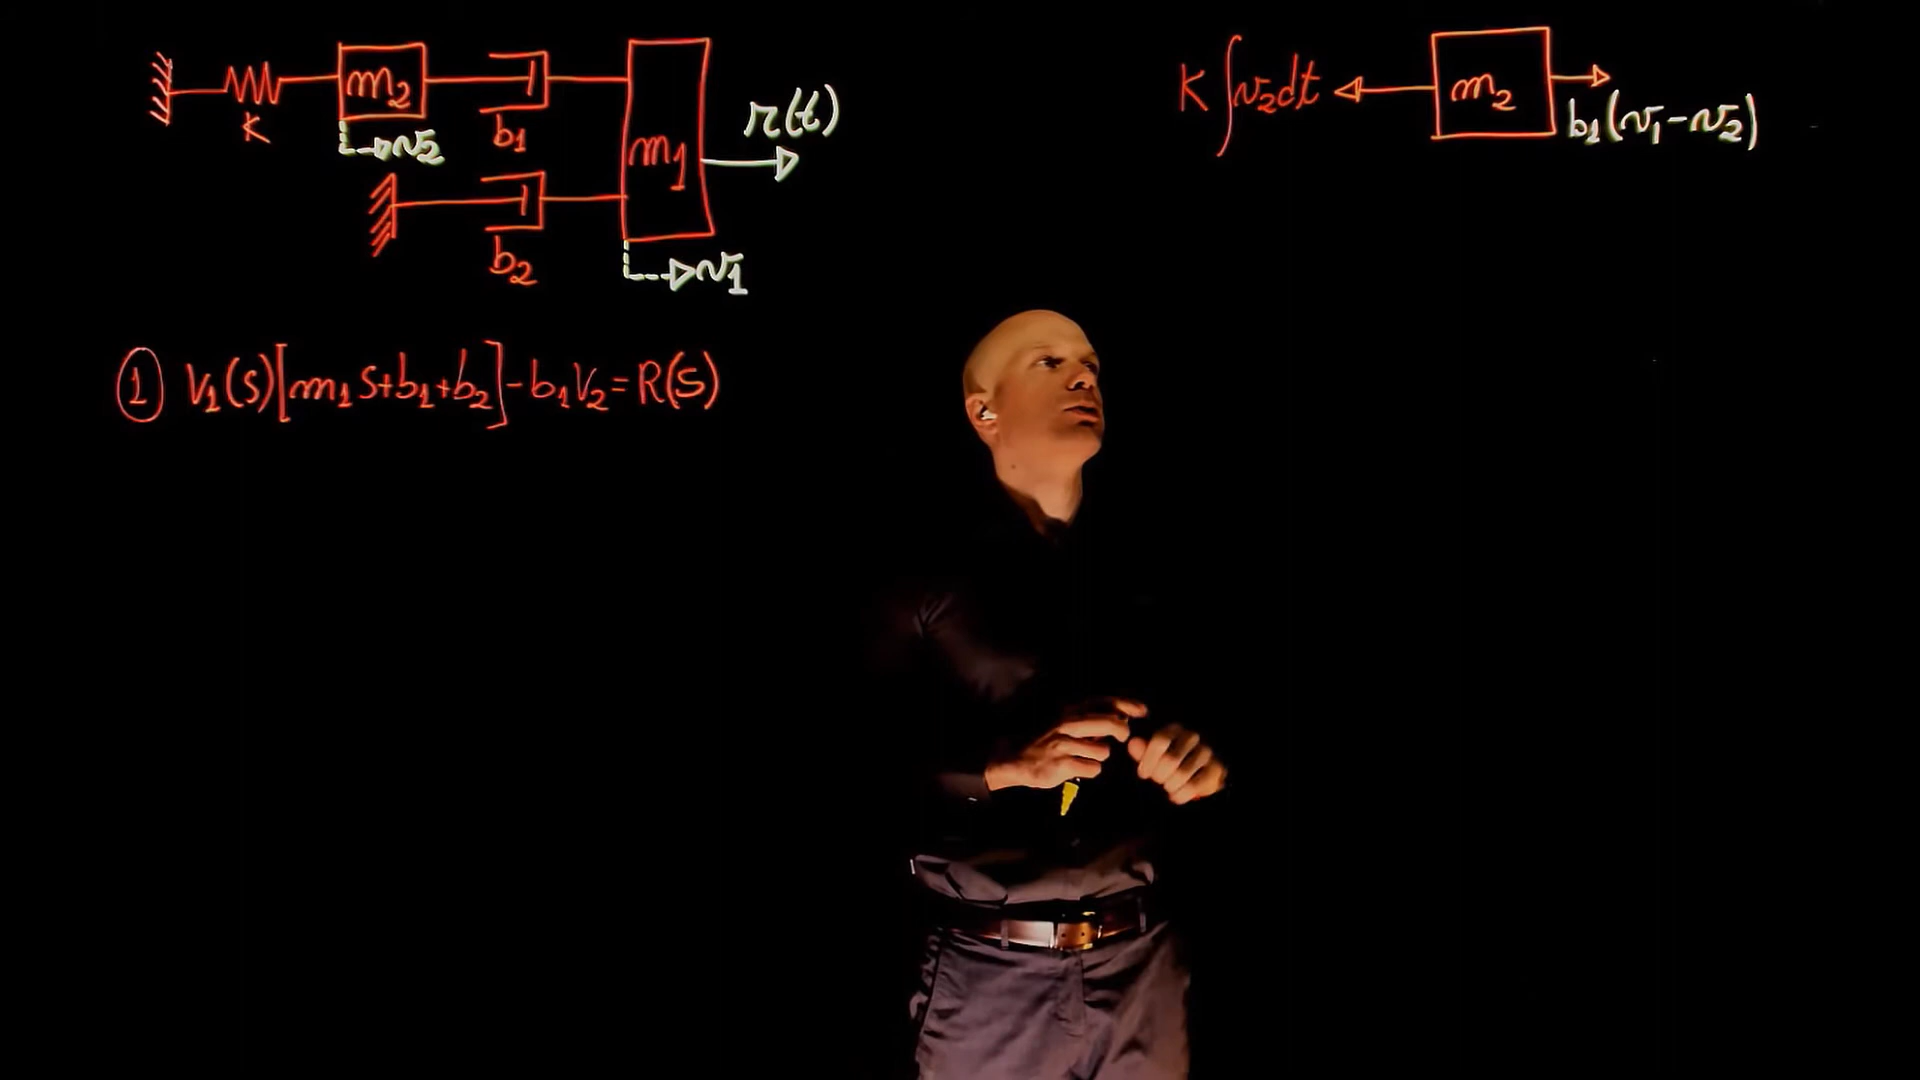 K
m₂
v₂
b₁
b₂
m₁
r(t)
v₁
① V₁(s)[m₁s+b₁+b₂]-b₁V₂=R(s)
K∫v₂dt
m₂
b₁(v₁-v₂)